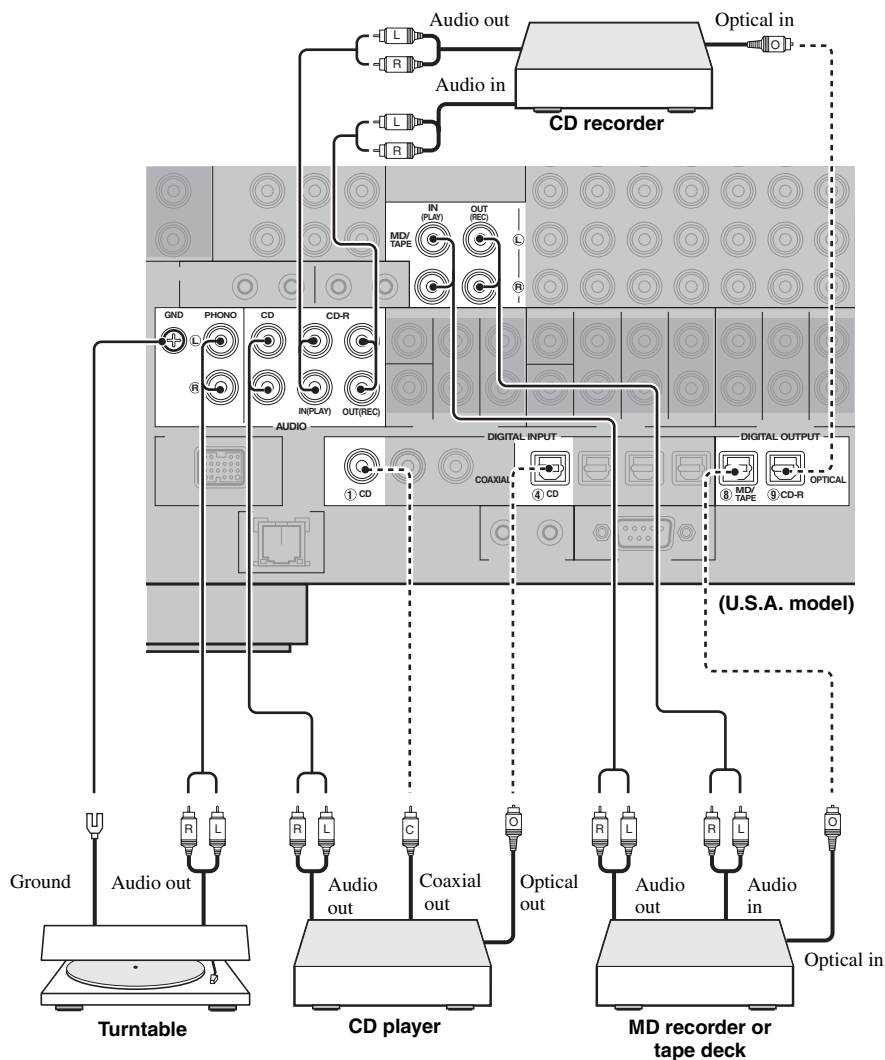 Audio out
Optical in
L
R
O
Audio in
L
R
CD recorder
IN
(PLAY)
OUT
(REC)
MD/
TAPE
L
R
GND
PHONO
CD
CD-R
L
R
IN(PLAY)
OUT(REC)
AUDIO
DIGITAL INPUT
DIGITAL OUTPUT
COAXIAL
OPTICAL
① CD
④ CD
⑧ MD/
TAPE
⑨ CD-R
(U.S.A. model)
R
L
R
L
C
O
R
L
R
L
O
Ground
Audio out
Audio
out
Coaxial
out
Optical
out
Audio
out
Audio
in
Optical in
Turntable
CD player
MD recorder or
tape deck